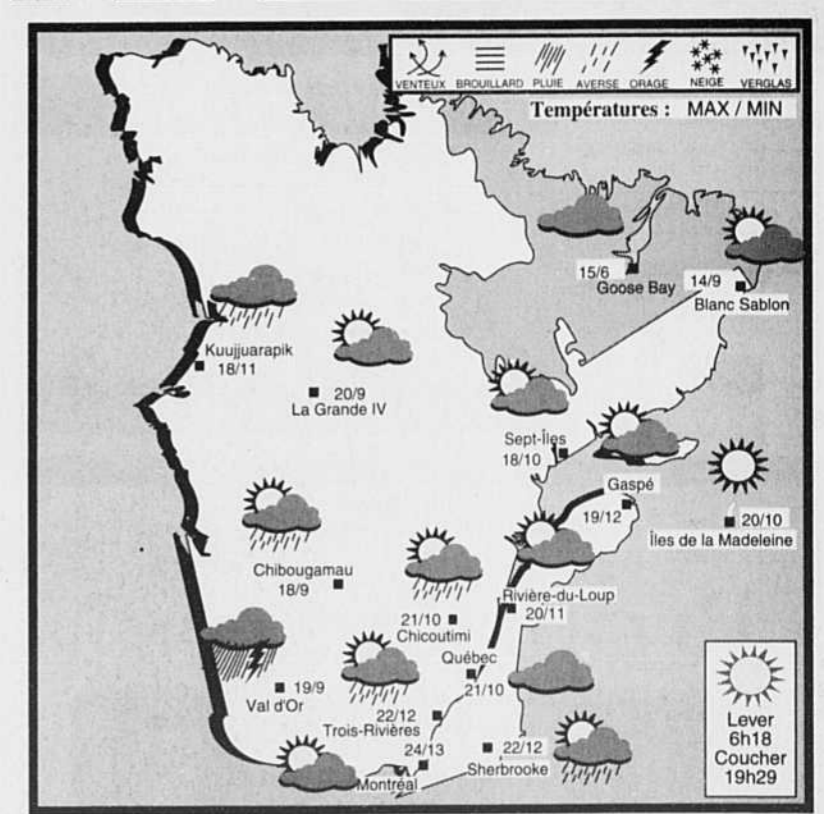 VENTEUX BROUILLARD PLUIE AVERSE ORAGE NEIGE VERGLAS
Températures : MAX / MIN
15/6
Goose Bay
14/9
Blanc Sablon
Kuujjuarapik
18/11
20/9
La Grande IV
Sept-Îles
18/10
Gaspé
19/12
20/10
Îles de la Madeleine
Chibougamau
18/9
21/10
Chicoutimi
Rivière-du-Loup
20/11
Québec
21/10
19/9
Val d'Or
22/12
Trois-Rivières
24/13
Montréal
22/12
Sherbrooke
Lever
6h18
Coucher
19h29